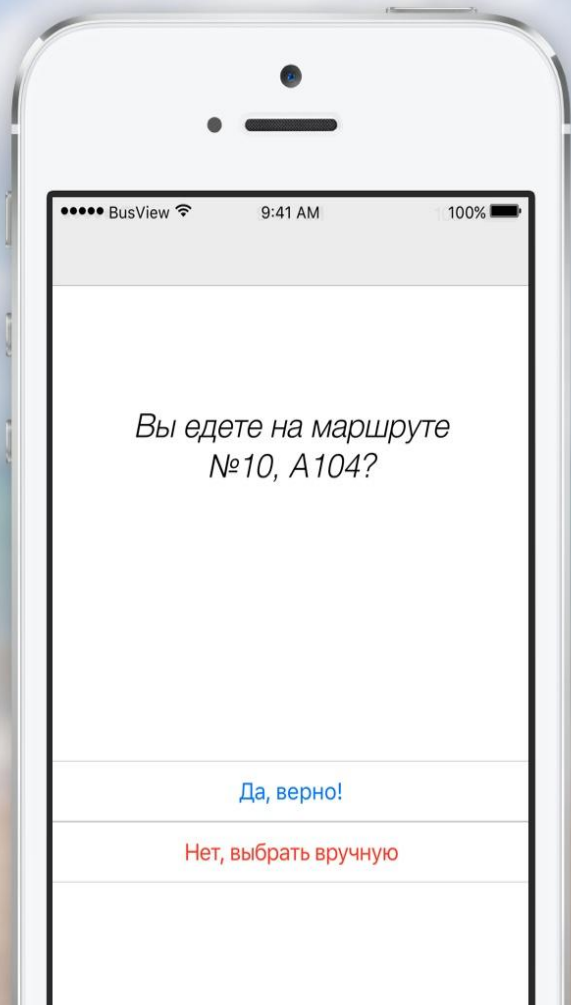 BusView 9:41 AM 100%
Вы едете на маршруте
№10, А104?
Да, верно!
Нет, выбрать вручную